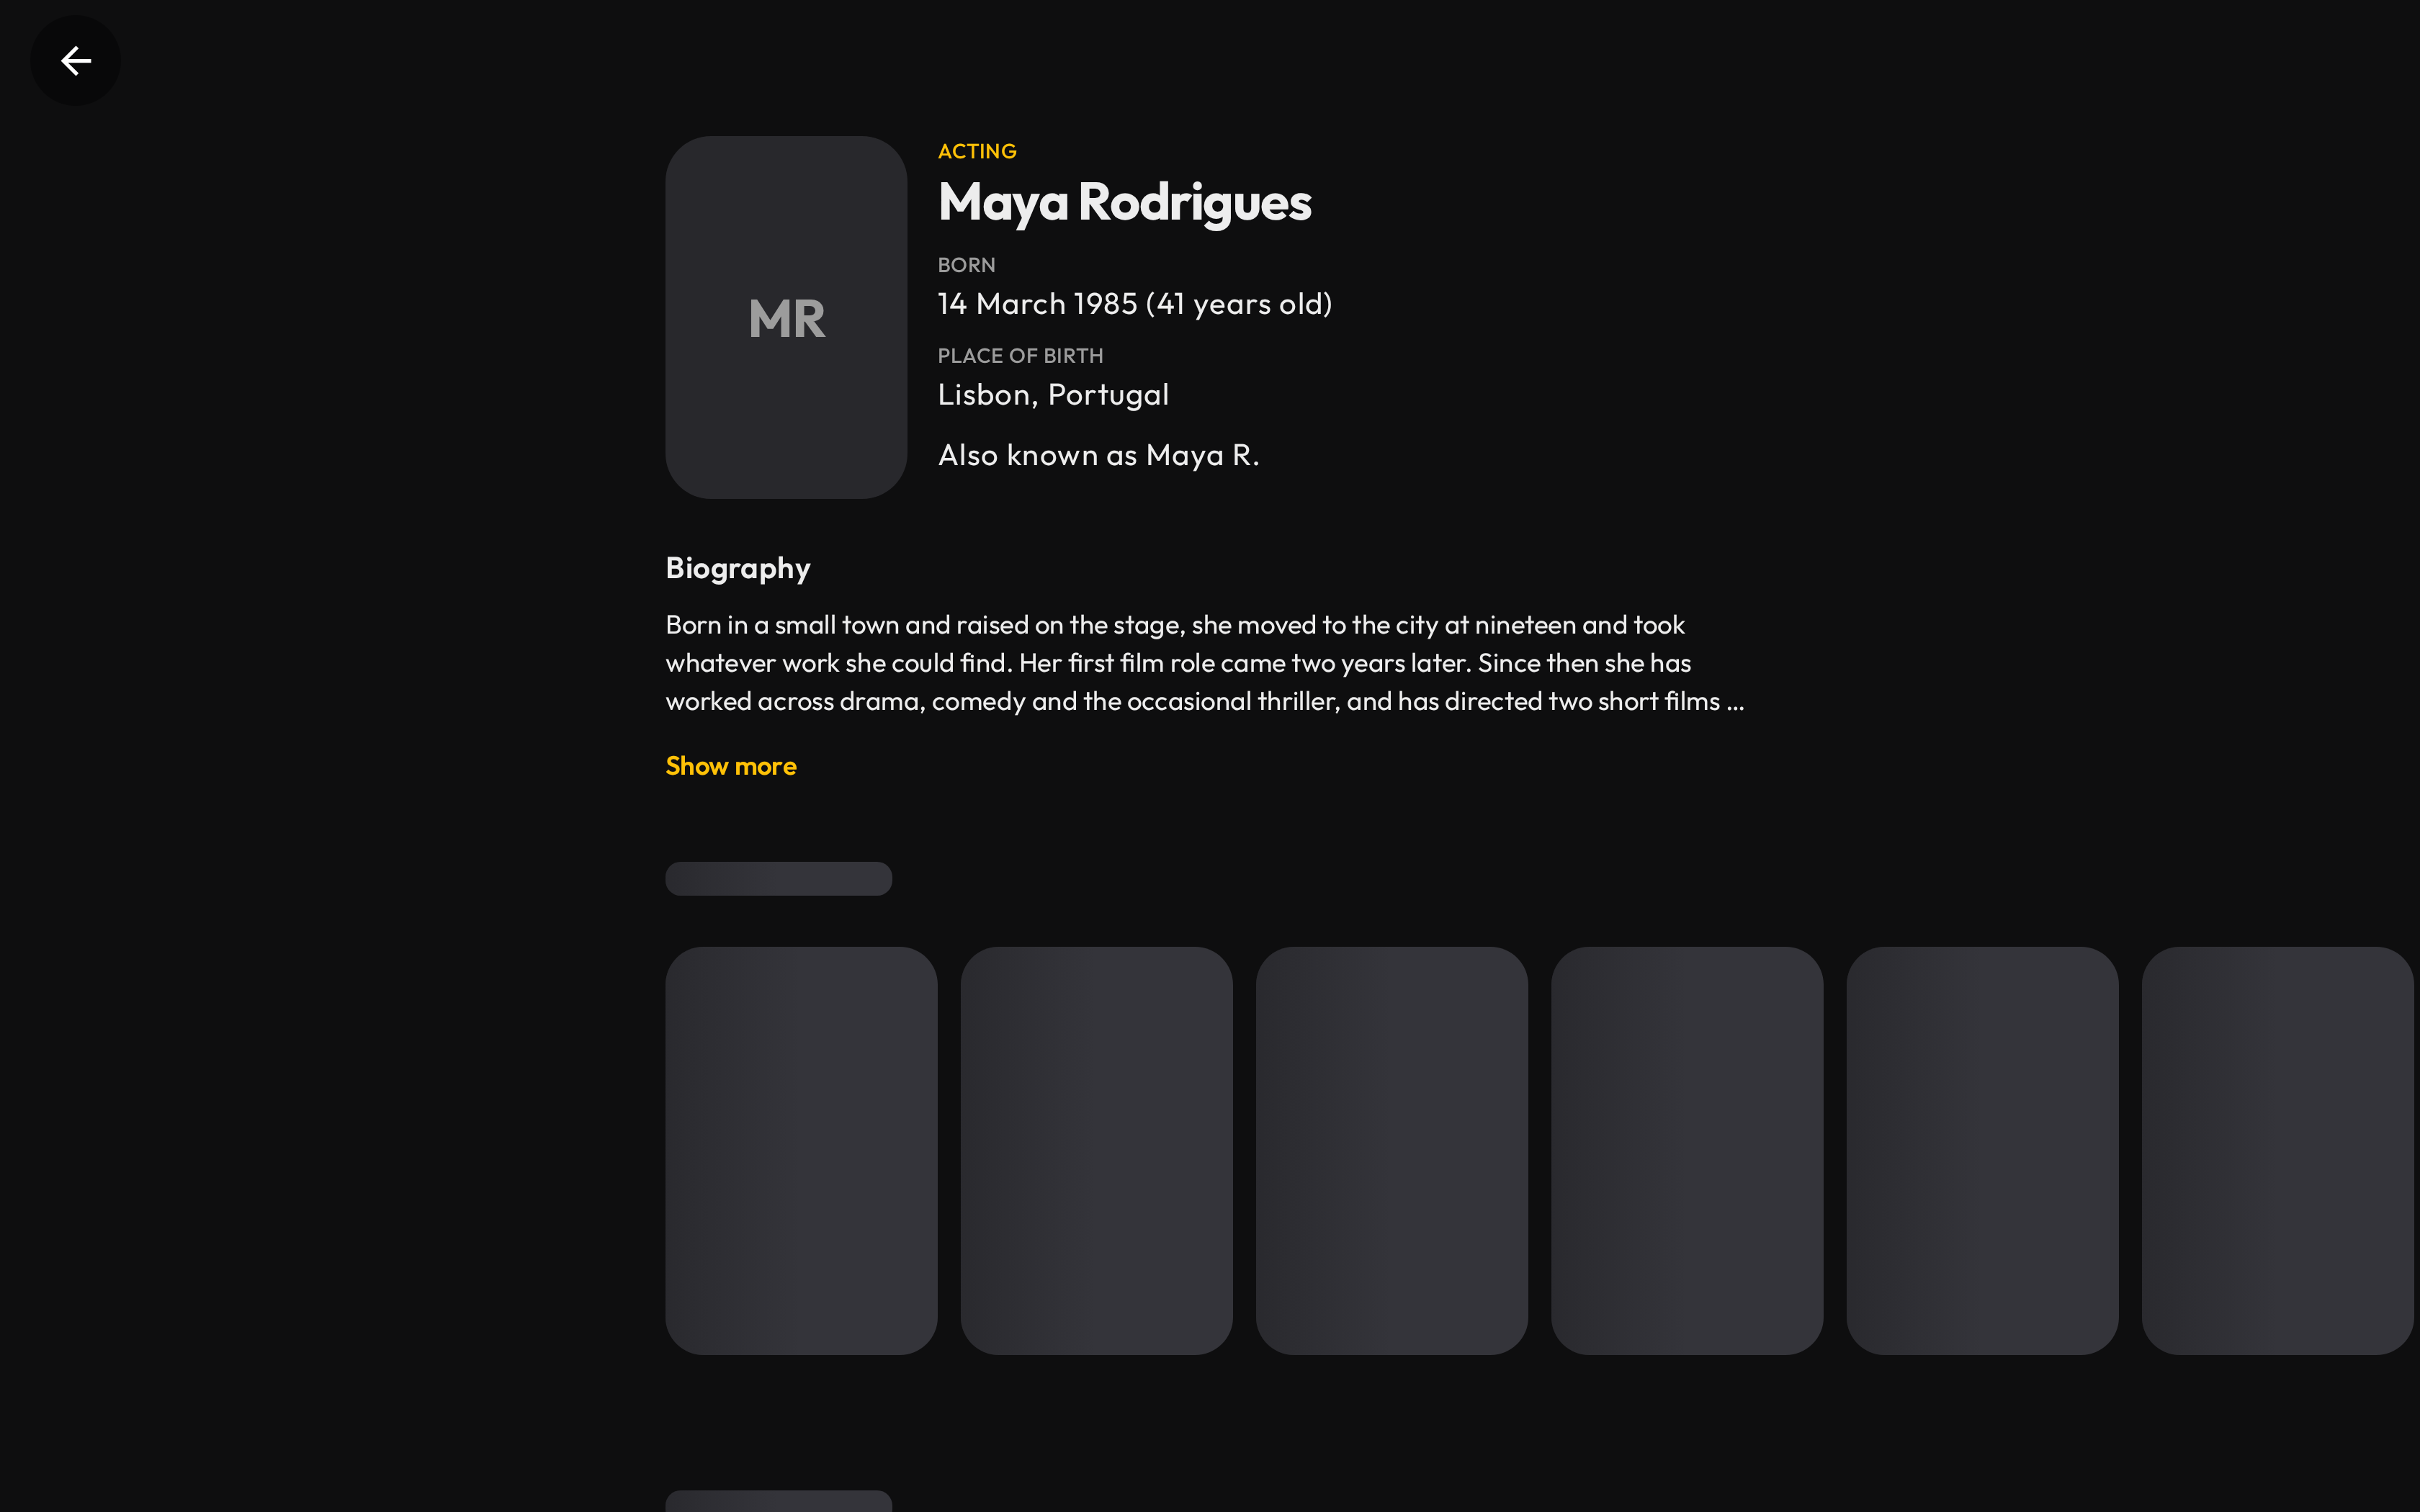 ACTING
Maya Rodrigues
BORN
14 March 1985 (41 years old)
MR
PLACE OF BIRTH
Lisbon, Portugal
Also known as Maya R.
Biography
Born in a small town and raised on the stage, she moved to the city at nineteen and took
whatever work she could find. Her first film role came two years later. Since then she has
worked across drama, comedy and the occasional thriller, and has directed two short films ...
Show more